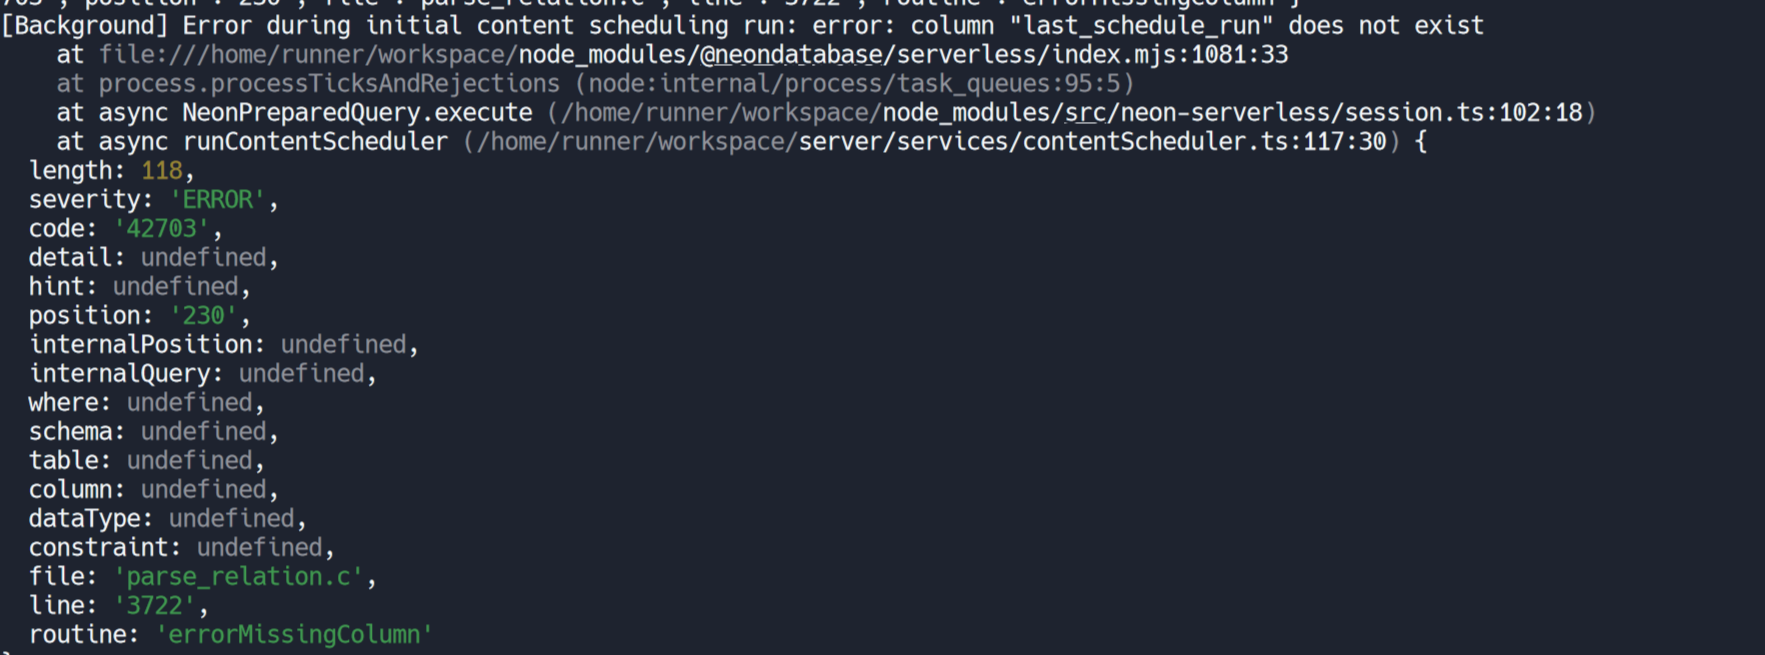 [Background] Error during initial content scheduling run: error: column "last_schedule_run" does not exist
    at file:///home/runner/workspace/node_modules/@neondatabase/serverless/index.mjs:1081:33
    at process.processTicksAndRejections (node:internal/process/task_queues:95:5)
    at async NeonPreparedQuery.execute (/home/runner/workspace/node_modules/src/neon-serverless/session.ts:102:18)
    at async runContentScheduler (/home/runner/workspace/server/services/contentScheduler.ts:117:30) {
  length: 118,
  severity: 'ERROR',
  code: '42703',
  detail: undefined,
  hint: undefined,
  position: '230',
  internalPosition: undefined,
  internalQuery: undefined,
  where: undefined,
  schema: undefined,
  table: undefined,
  column: undefined,
  dataType: undefined,
  constraint: undefined,
  file: 'parse_relation.c',
  line: '3722',
  routine: 'errorMissingColumn'